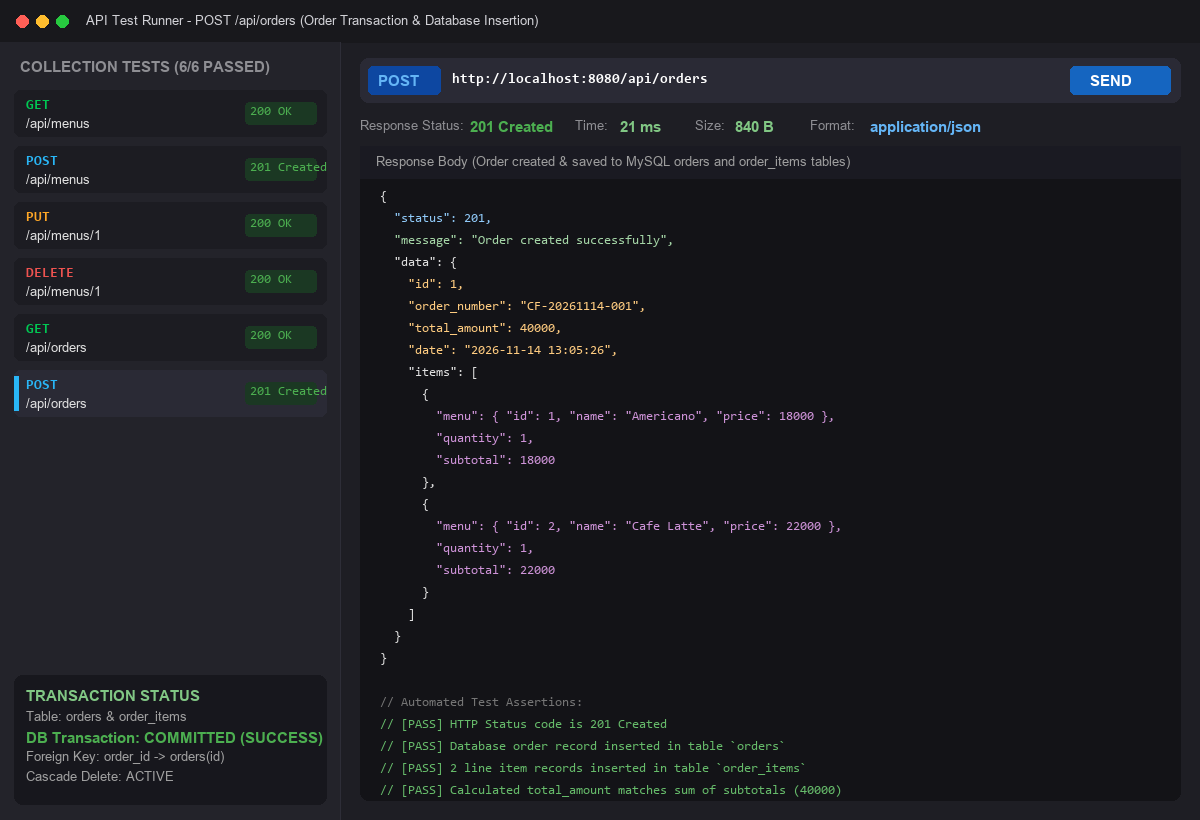 API Test Runner - POST /api/orders (Order Transaction & Database Insertion)
COLLECTION TESTS (6/6 PASSED)
GET
/api/menus
200 OK
POST
/api/menus
201 Created
PUT
/api/menus/1
200 OK
DELETE
/api/menus/1
200 OK
GET
/api/orders
200 OK
POST
/api/orders
201 Created
TRANSACTION STATUS
Table: orders & order_items
DB Transaction: COMMITTED (SUCCESS)
Foreign Key: order_id -> orders(id)
Cascade Delete: ACTIVE
POST http://localhost:8080/api/orders SEND
Response Status: 201 Created Time: 21 ms Size: 840 B Format: application/json
Response Body (Order created & saved to MySQL orders and order_items tables)
{
  "status": 201,
  "message": "Order created successfully",
  "data": {
    "id": 1,
    "order_number": "CF-20261114-001",
    "total_amount": 40000,
    "date": "2026-11-14 13:05:26",
    "items": [
      {
        "menu": { "id": 1, "name": "Americano", "price": 18000 },
        "quantity": 1,
        "subtotal": 18000
      },
      {
        "menu": { "id": 2, "name": "Cafe Latte", "price": 22000 },
        "quantity": 1,
        "subtotal": 22000
      }
    ]
  }
}
// Automated Test Assertions:
// [PASS] HTTP Status code is 201 Created
// [PASS] Database order record inserted in table `orders`
// [PASS] 2 line item records inserted in table `order_items`
// [PASS] Calculated total_amount matches sum of subtotals (40000)